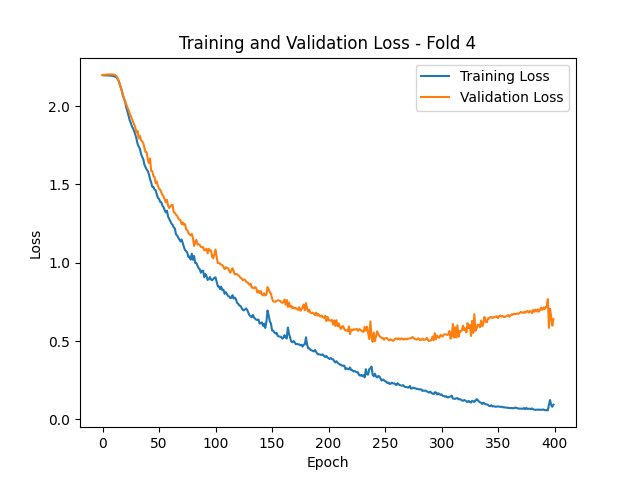 Training and Validation Loss - Fold 4
Training Loss
Validation Loss
Loss
2.0
1.5
1.0
0.5
0.0
0 50 100 150 200 250 300 350 400
Epoch